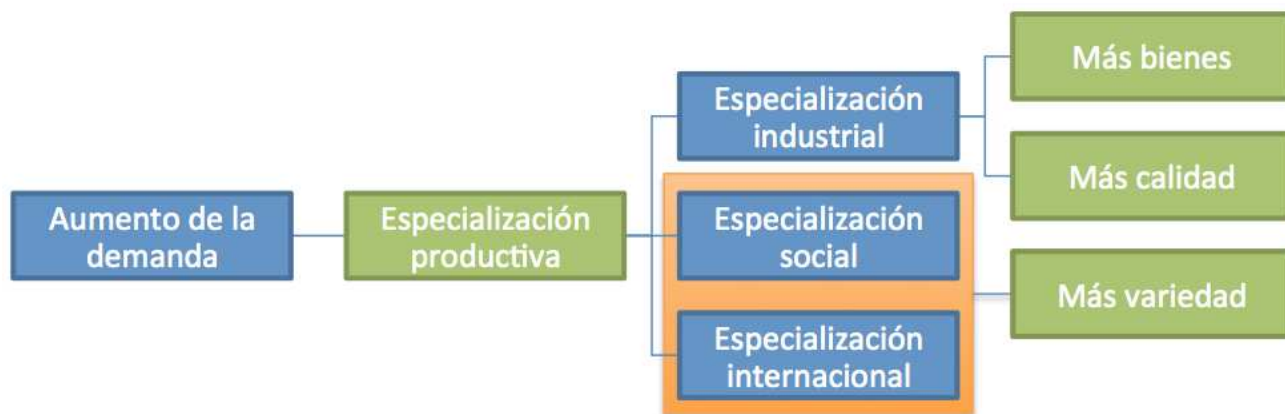 Aumento de la
demanda
Especialización
productiva
Especialización
industrial
Especialización
social
Especialización
internacional
Más bienes
Más calidad
Más variedad